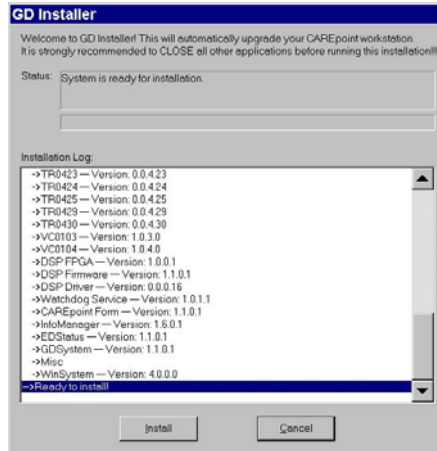 GD Installer
Welcome to GD Installer! This will automatically upgrade your CAREpoint workstation.
It is strongly recommended to CLOSE all other applications before running this installation!!!
Status: System is ready for installation.
Installation Log:
->TR0423 — Version: 0.0.4.23
->TR0424 — Version: 0.0.4.24
->TR0425 — Version: 0.0.4.25
->TR0429 — Version: 0.0.4.29
->TR0430 — Version: 0.0.4.30
->VC0103 — Version: 1.0.3.0
->VC0104 — Version: 1.0.4.0
->DSP FPGA — Version: 1.0.0.1
->DSP Firmware — Version: 1.1.0.1
->DSP Driver — Version: 0.0.0.16
->Watchdog Service — Version: 1.0.1.1
->CAREpoint Form — Version: 1.1.0.1
->InfoManager — Version: 1.6.0.1
->EDStatus — Version: 1.1.0.1
->GDSystem — Version: 1.1.0.1
->Misc
->WinSystem — Version: 4.0.0.0
->Ready to install!
Install
Cancel